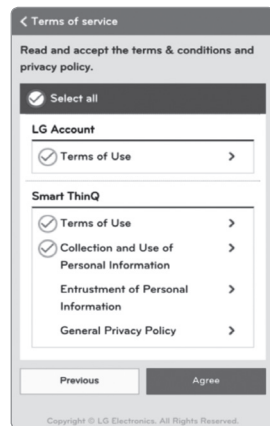 Terms of service
Read and accept the terms & conditions and
privacy policy.
Select all
LG Account
Terms of Use
Smart ThinQ
Terms of Use
Collection and Use of
Personal Information
Entrustment of Personal
Information
General Privacy Policy
Previous Agree
Copyright © LG Electronics. All Rights Reserved.